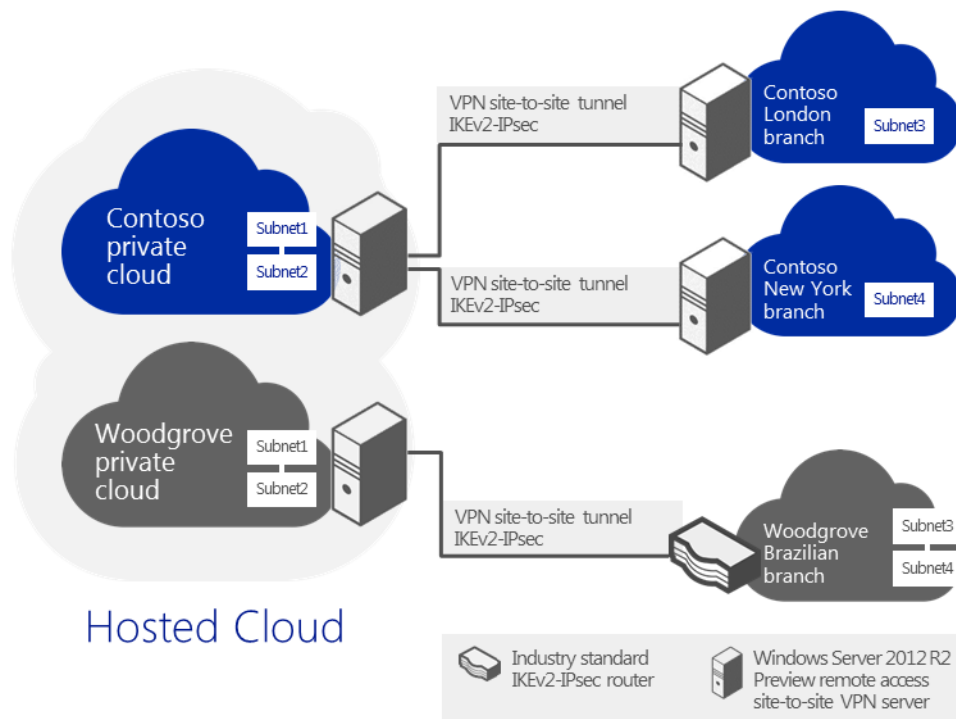 VPN site-to-site tunnel
IKEv2-IPsec
Contoso
London
branch
Subnet3
Contoso
private
cloud
Subnet1
Subnet2
VPN site-to-site tunnel
IKEv2-IPsec
Contoso
New York
branch
Subnet4
Woodgrove
private
cloud
Subnet1
Subnet2
VPN site-to-site tunnel
IKEv2-IPsec
Woodgrove
Brazilian
branch
Subnet3
Subnet4
Hosted Cloud
Industry standard
IKEv2-IPsec router
Windows Server 2012 R2
Preview remote access
site-to-site VPN server